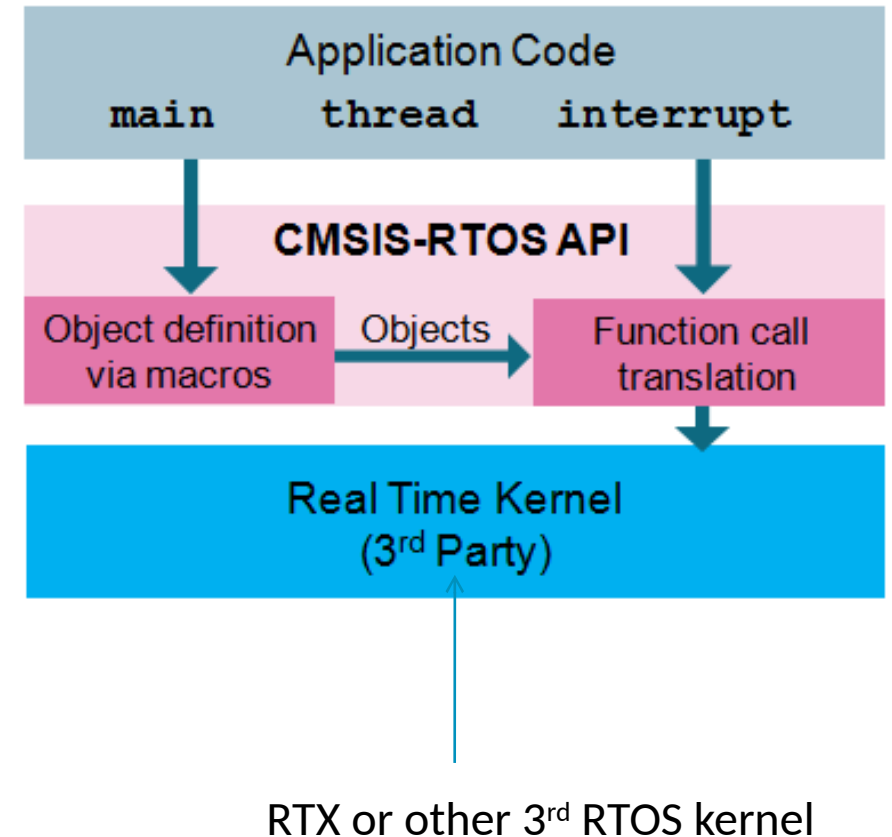 Application Code
main thread interrupt
CMSIS-RTOS API
Object definition
via macros
Objects
Function call
translation
Real Time Kernel
(3rd Party)
RTX or other 3rd RTOS kernel